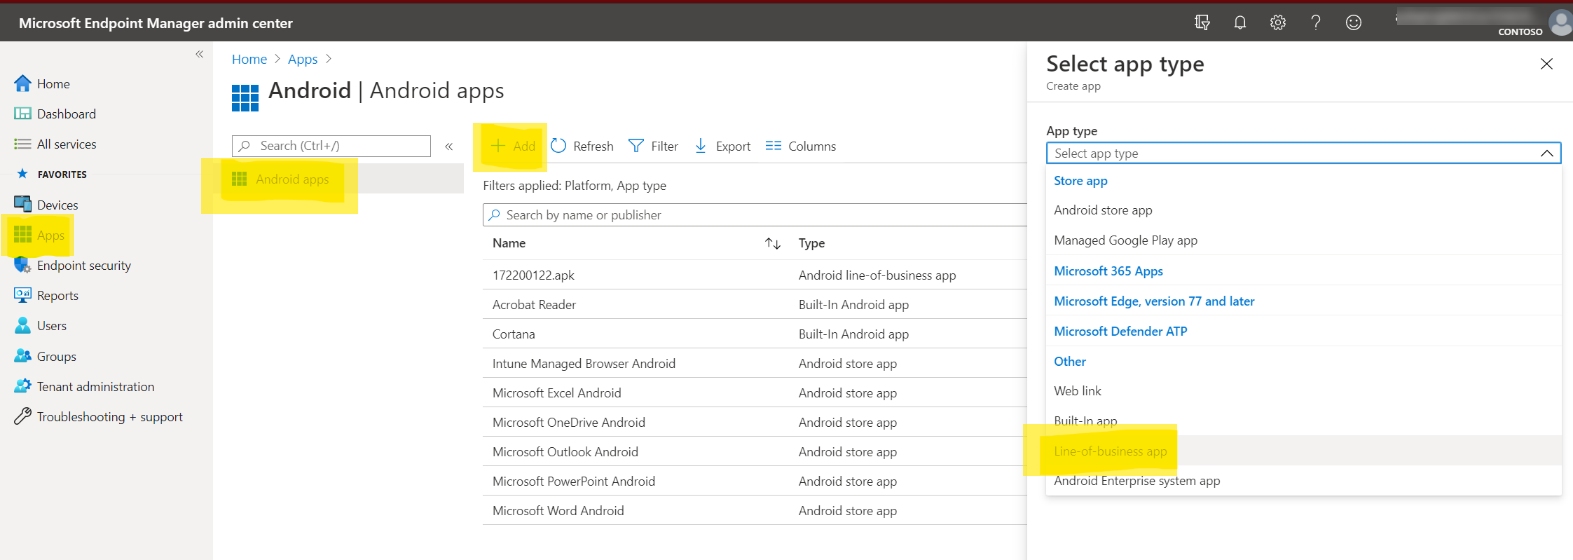 Microsoft Endpoint Manager admin center
CONTOSO
Home
Dashboard
All services
FAVORITES
Devices
Apps
Endpoint security
Reports
Users
Groups
Tenant administration
Troubleshooting + support
Home > Apps >
Android | Android apps
Search (Ctrl+/)
Android apps
Add Refresh Filter Export Columns
Filters applied: Platform, App type
Search by name or publisher
Name Type
172200122.apk Android line-of-business app
Acrobat Reader Built-In Android app
Cortana Built-In Android app
Intune Managed Browser Android Android store app
Microsoft Excel Android Android store app
Microsoft OneDrive Android Android store app
Microsoft Outlook Android Android store app
Microsoft PowerPoint Android Android store app
Microsoft Word Android Android store app
Select app type
Create app
App type
Select app type
Store app
Android store app
Managed Google Play app
Microsoft 365 Apps
Microsoft Edge, version 77 and later
Microsoft Defender ATP
Other
Web link
Built-In app
Line-of-business app
Android Enterprise system app